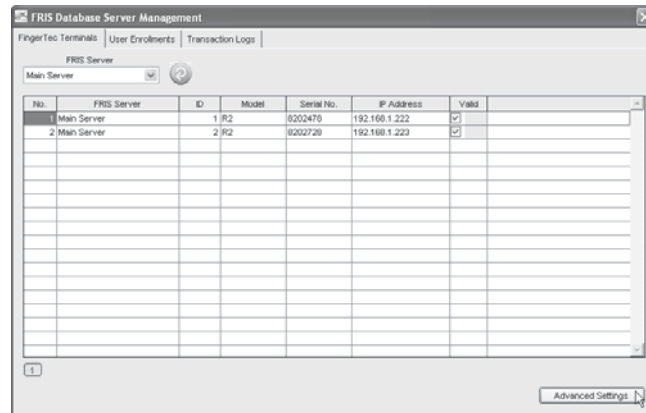 FRIS Database Server Management
FingerTec Terminals User Enrollments Transaction Logs
FRIS Server
Main Server
No. FRIS Server ID Model Serial No. IP Address Valid
1 Main Server 1 R2 0202470 192.168.1.222
2 Main Server 2 R2 0202720 192.168.1.223
1
Advanced Settings